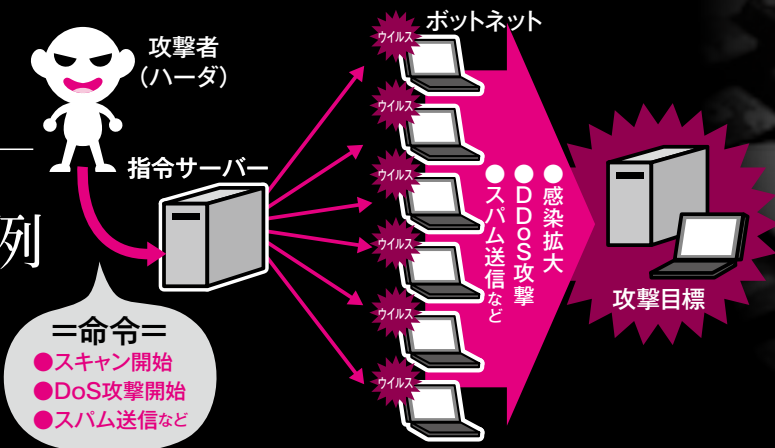 攻撃者
(ハーダ)
指令サーバー
例
=命令=
●スキャン開始
●DoS攻撃開始
●スパム送信など
ボットネット
ウイルス
ウイルス
ウイルス
ウイルス
ウイルス
ウイルス
●感染拡大
●DDoS攻撃
●スパム送信など
攻撃目標